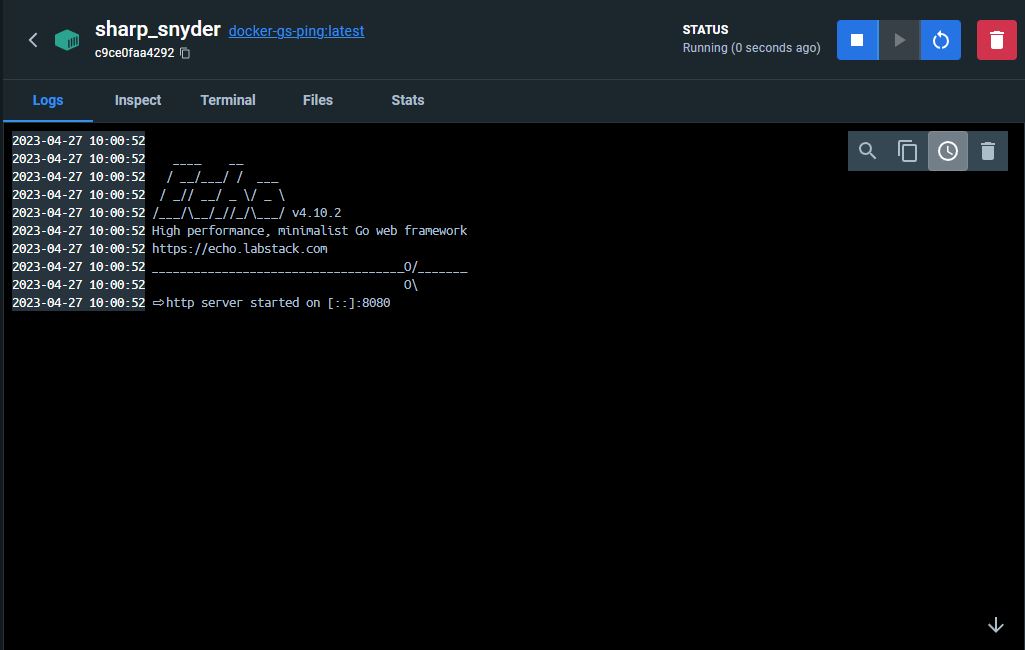 sharp_snyder docker-gs-ping:latest
c9ce0faa4292
STATUS
Running (0 seconds ago)
Logs Inspect Terminal Files Stats
2023-04-27 10:00:52
2023-04-27 10:00:52    ____    __
2023-04-27 10:00:52   / __/___/ /  ___
2023-04-27 10:00:52  / _// __/ _ \/ _ \
2023-04-27 10:00:52 /___/\__/_//_/\___/ v4.10.2
2023-04-27 10:00:52 High performance, minimalist Go web framework
2023-04-27 10:00:52 https://echo.labstack.com
2023-04-27 10:00:52 ____________________________________O/_______
2023-04-27 10:00:52                                     O\
2023-04-27 10:00:52 ⇨ http server started on [::]:8080